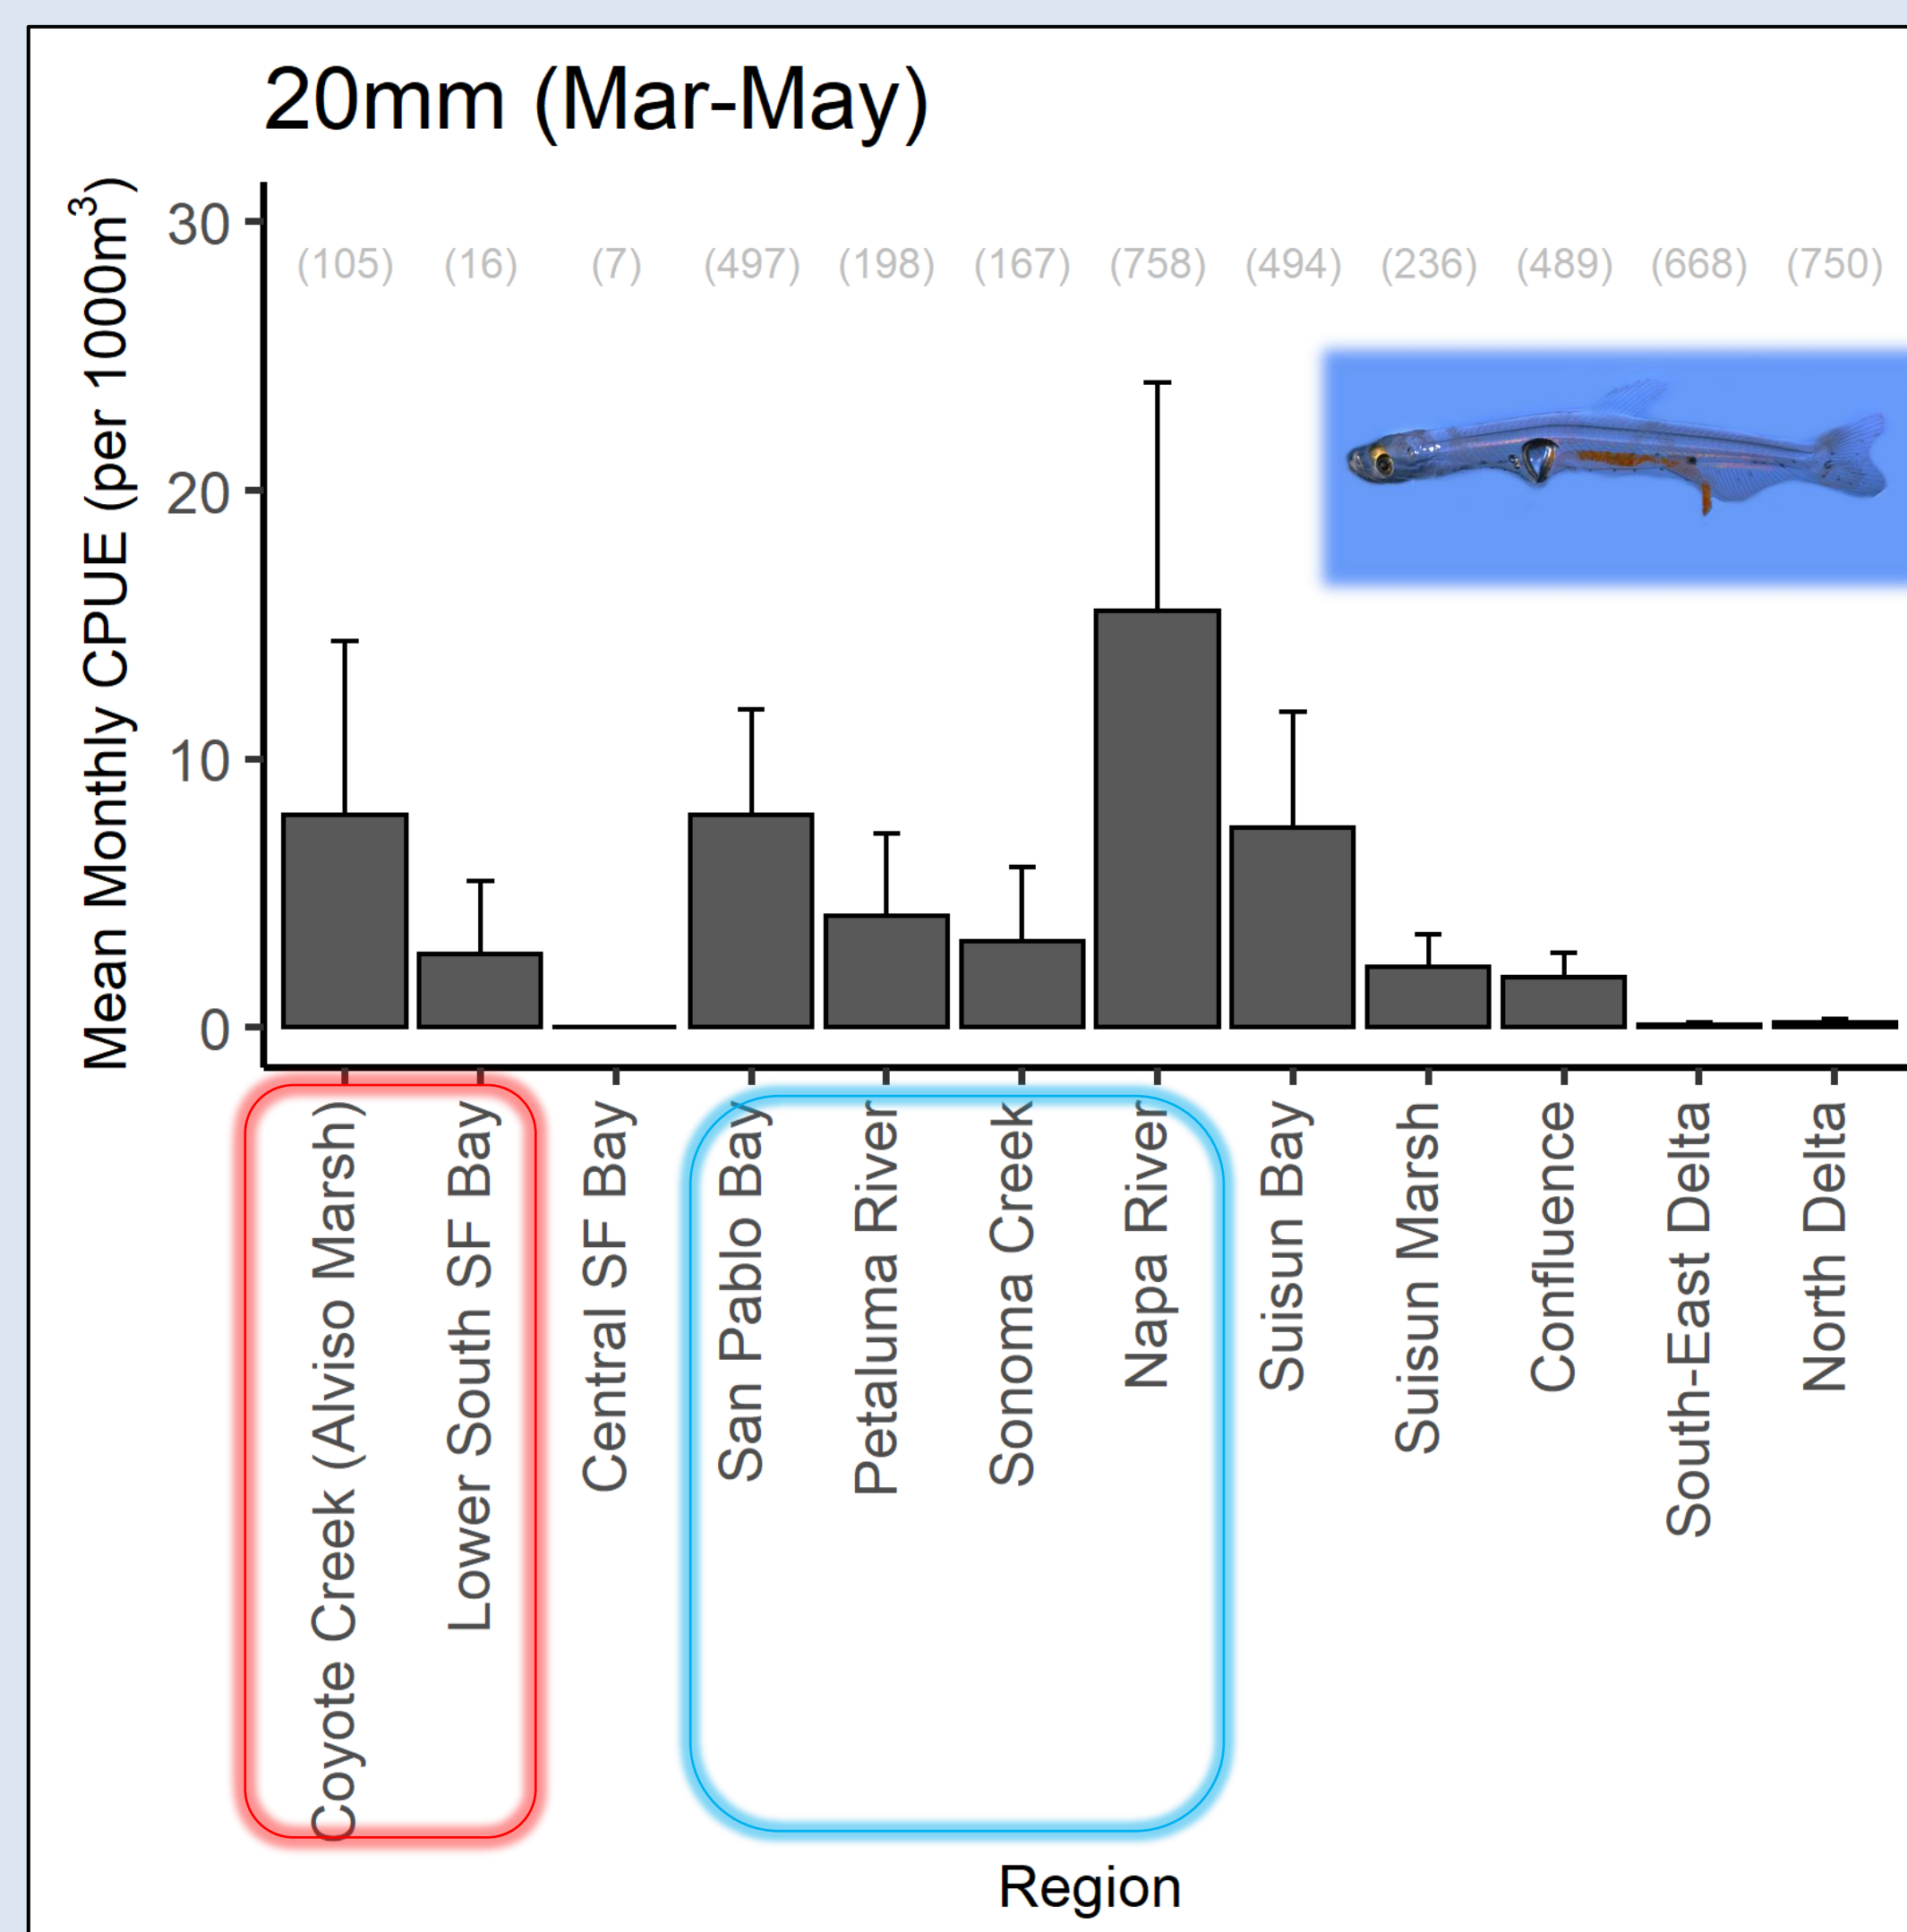 20mm (Mar-May)
Mean Monthly CPUE (per 1000m³)
30
20
10
0
(105) (16) (7) (497) (198) (167) (758) (494) (236) (489) (668) (750)
Coyote Creek (Alviso Marsh)
Lower South SF Bay
Central SF Bay
San Pablo Bay
Petaluma River
Sonoma Creek
Napa River
Suisun Bay
Suisun Marsh
Confluence
South-East Delta
North Delta
Region